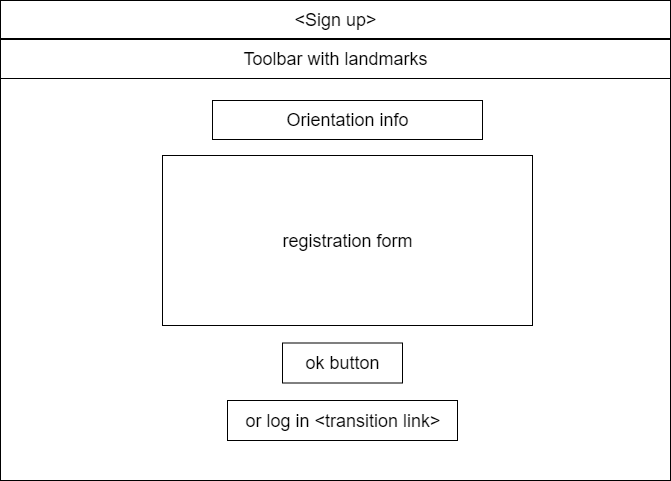 <Sign up>
Toolbar with landmarks
Orientation info
registration form
ok button
or log in <transition link>